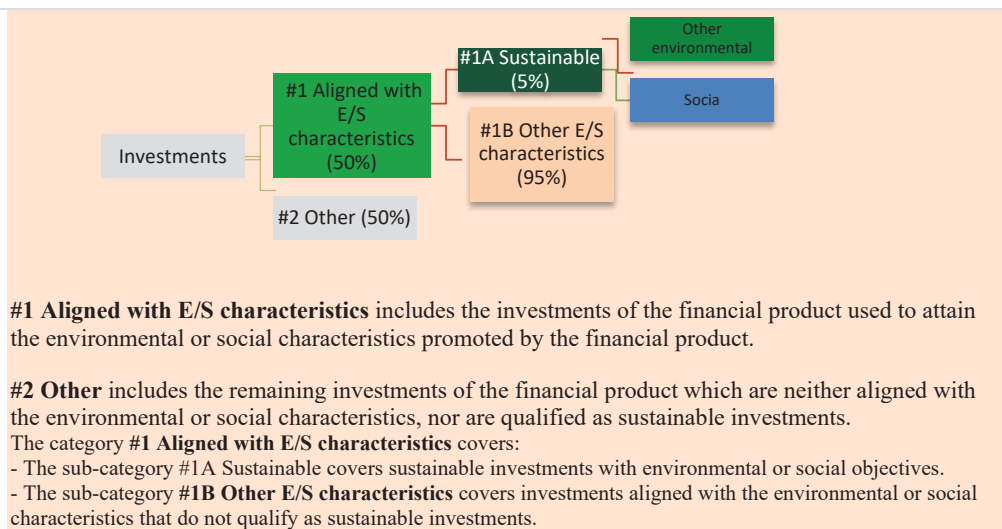 Other
environmental
#1A Sustainable
(5%)
#1 Aligned with
E/S
characteristics
(50%)
Socia
#1B Other E/S
characteristics
(95%)
Investments
#2 Other (50%)
#1 Aligned with E/S characteristics includes the investments of the financial product used to attain
the environmental or social characteristics promoted by the financial product.
#2 Other includes the remaining investments of the financial product which are neither aligned with
the environmental or social characteristics, nor are qualified as sustainable investments.
The category #1 Aligned with E/S characteristics covers:
- The sub-category #1A Sustainable covers sustainable investments with environmental or social objectives.
- The sub-category #1B Other E/S characteristics covers investments aligned with the environmental or social
characteristics that do not qualify as sustainable investments.